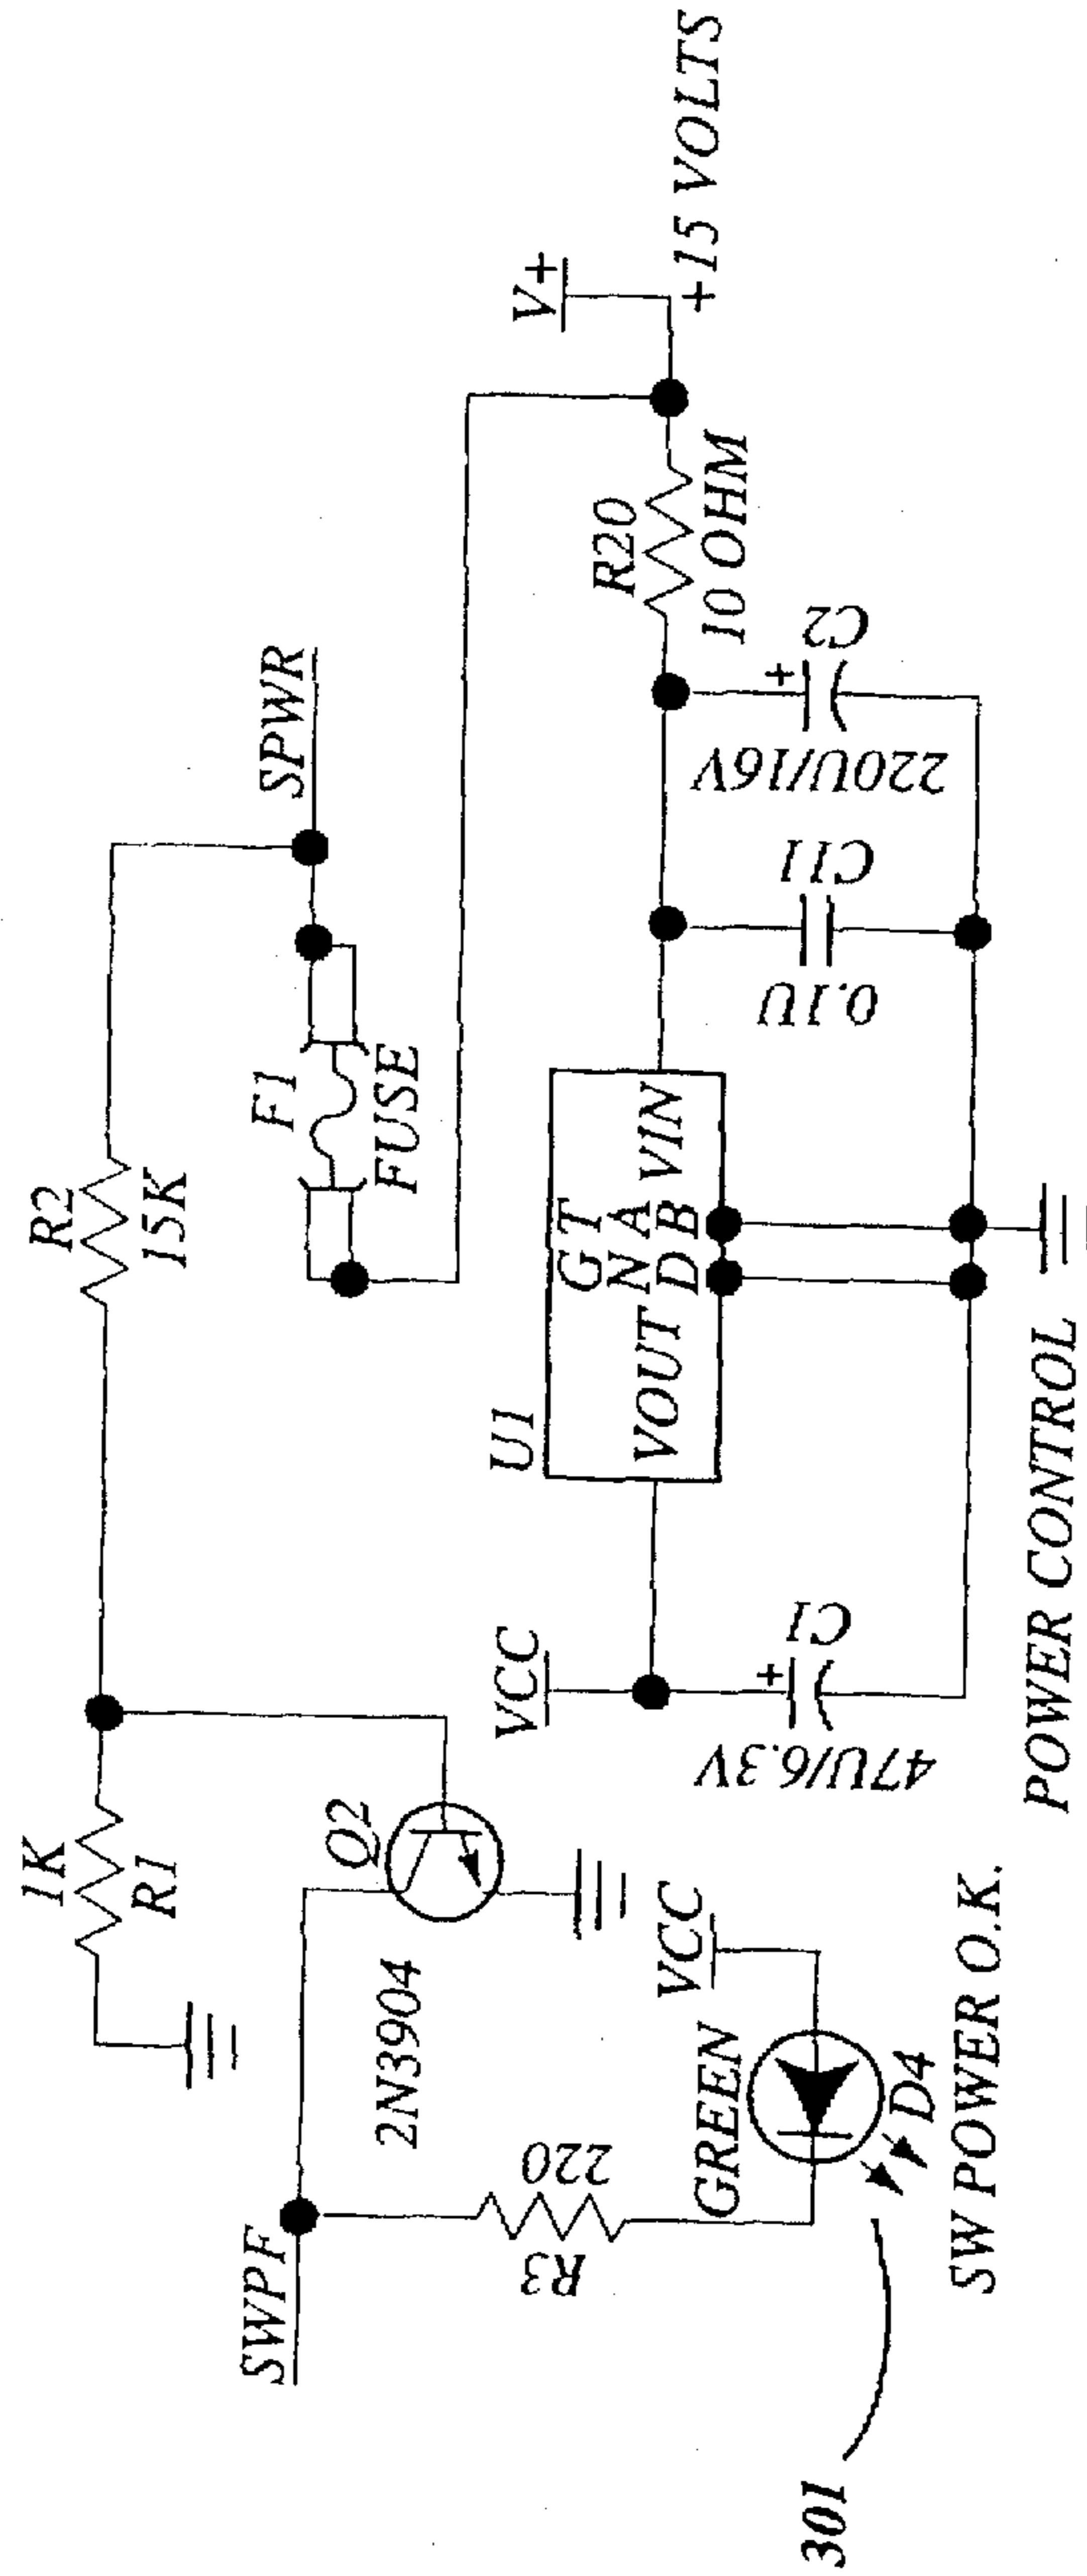 1K
R1
R2
15K
SPWR
F1
FUSE
SWPF
Q2
2N3904
R3
220
GREEN
VCC
D4
SW POWER O.K.
301
VCC
47U/6.3V
C1
U1
VOUT
GND
TAB
VIN
0.1U
C11
220U/16V
C2
R20
10 OHM
V+
+15 VOLTS
POWER CONTROL